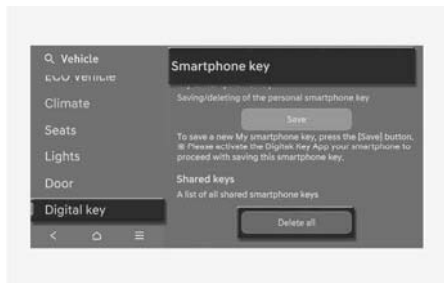 Vehicle
ECO vehicle
Climate
Seats
Lights
Door
Digital key
Smartphone key
Saving/deleting of the personal smartphone key
Save
To save a new My smartphone key, press the [Save] button.
※ Please activate the Digitek Key App your smartphone to
proceed with saving this smartphone key.
Shared keys
A list of all shared smartphone keys
Delete all